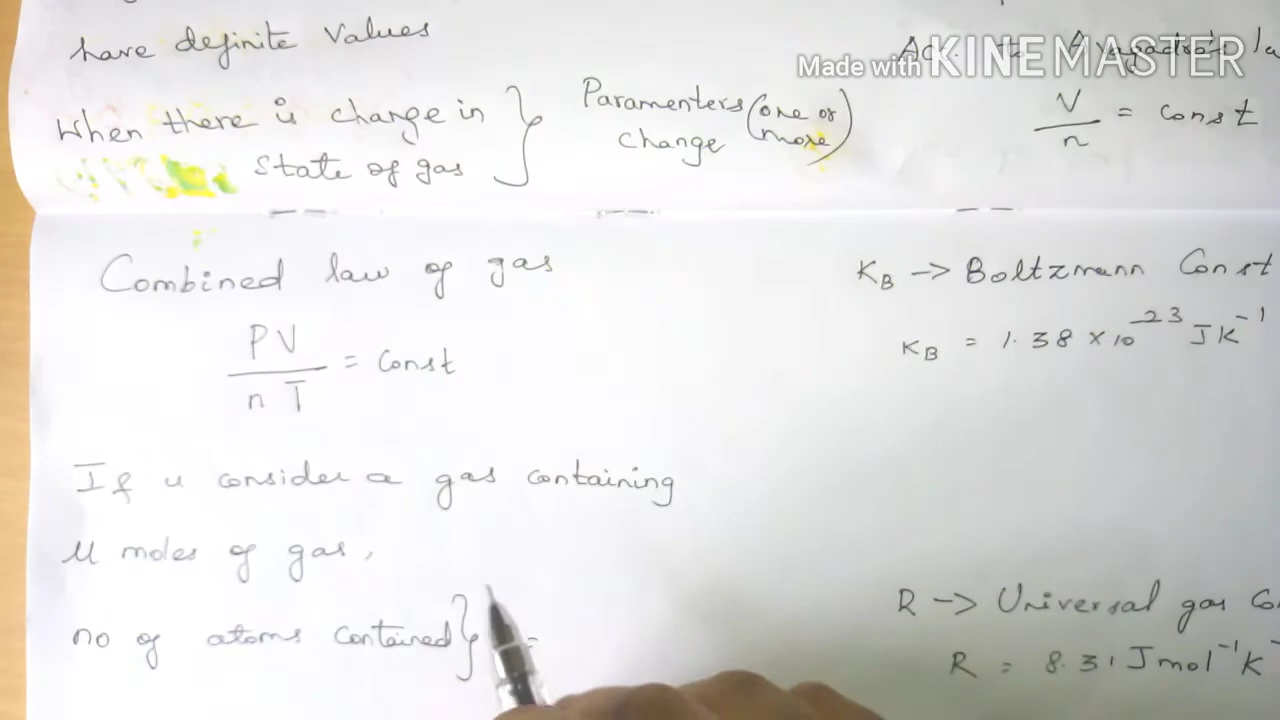 have definite values
When there is change in
state of gas
Paramenters (one or
change more)
Made with KINEMASTER
V
n
= const
Combined law of gas
PV
n T
= Const
If u consider a gas containing
μ moles of gas,
no of atoms contained} =
KB -> Boltzmann Const
KB = 1.38 × 10⁻²³ JK⁻¹
R -> Universal gas
R = 8.31 Jmol⁻¹K⁻